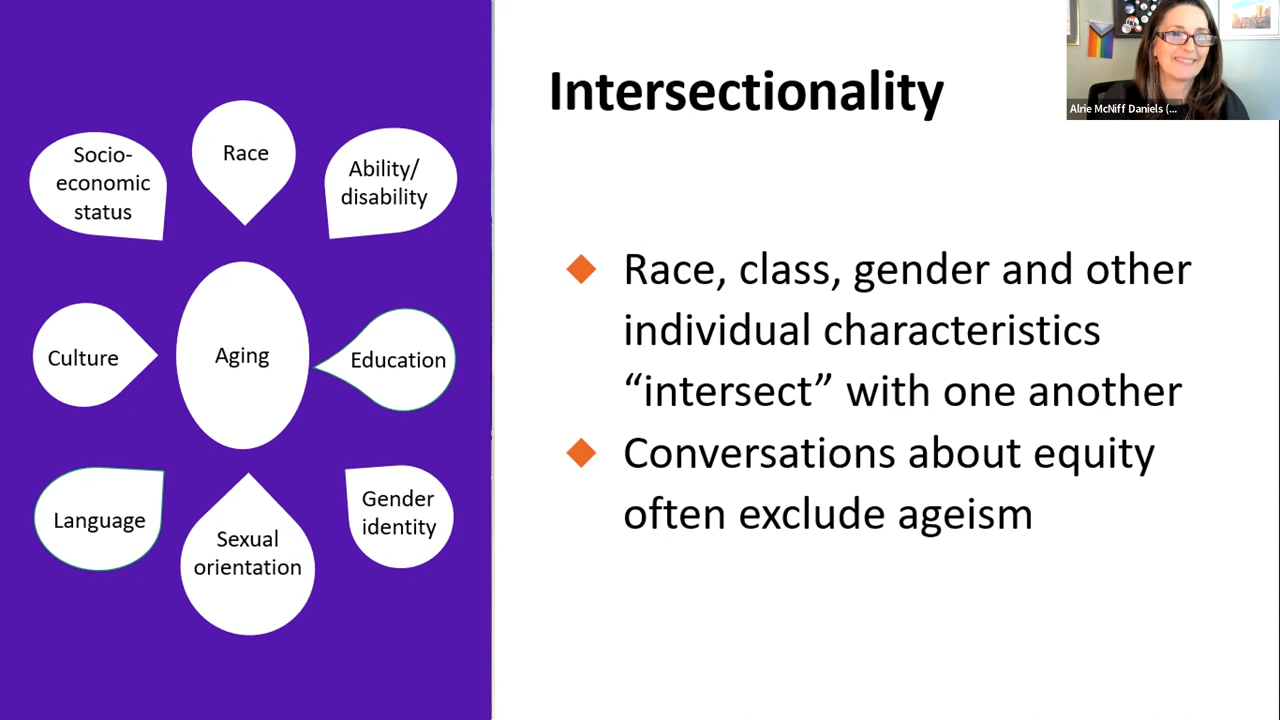 Intersectionality
Alrie McNiff Daniels (...
Socio-
economic
status
Race
Ability/
disability
Culture
Aging
Education
Language
Sexual
orientation
Gender
identity
Race, class, gender and other
individual characteristics
“intersect” with one another
Conversations about equity
often exclude ageism